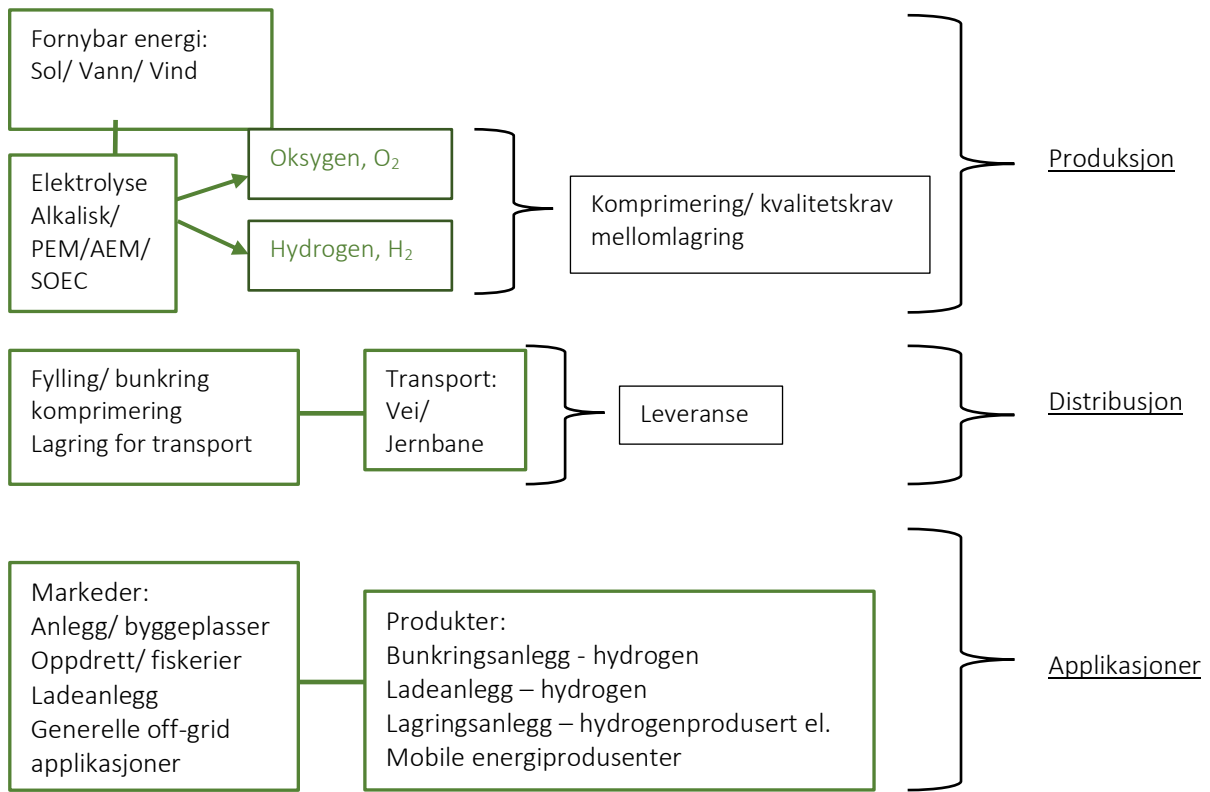 Fornybar energi:
Sol/ Vann/ Vind
Elektrolyse
Alkalisk/
PEM/AEM/
SOEC
Oksygen, O₂
Hydrogen, H₂
Komprimering/ kvalitetskrav
mellomlagring
Produksjon
Fylling/ bunkring
komprimering
Lagring for transport
Transport:
Vei/
Jernbane
Leveranse
Distribusjon
Markeder:
Anlegg/ byggeplasser
Oppdrett/ fiskerier
Ladeanlegg
Generelle off-grid
applikasjoner
Produkter:
Bunkringsanlegg - hydrogen
Ladeanlegg – hydrogen
Lagringsanlegg – hydrogenprodusert el.
Mobile energiprodusenter
Applikasjoner